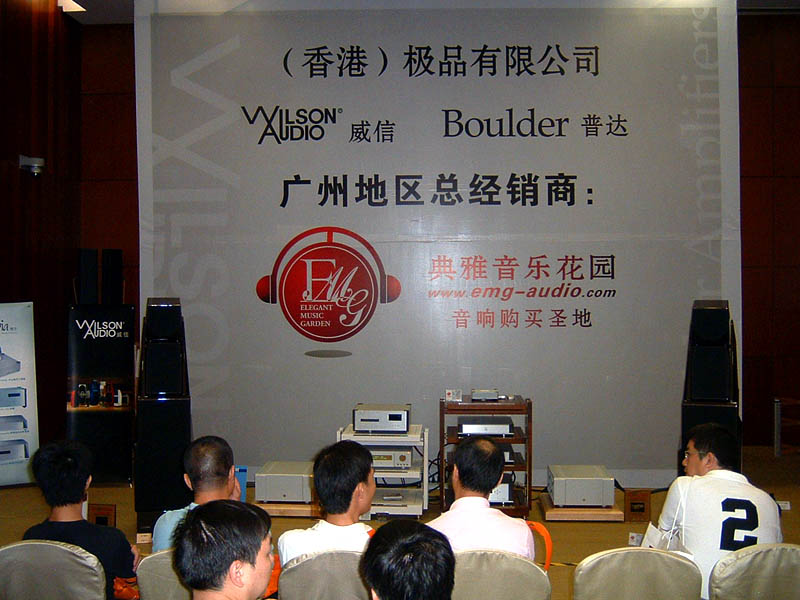 （香港）极品有限公司
WILSON AUDIO® 威信 Boulder 普达
广州地区总经销商：
EMG
ELEGANT
MUSIC
GARDEN
典雅音乐花园
www.emg-audio.com
音响购买圣地
WILSON
Amplifiers
WILSON AUDIO 威信
2